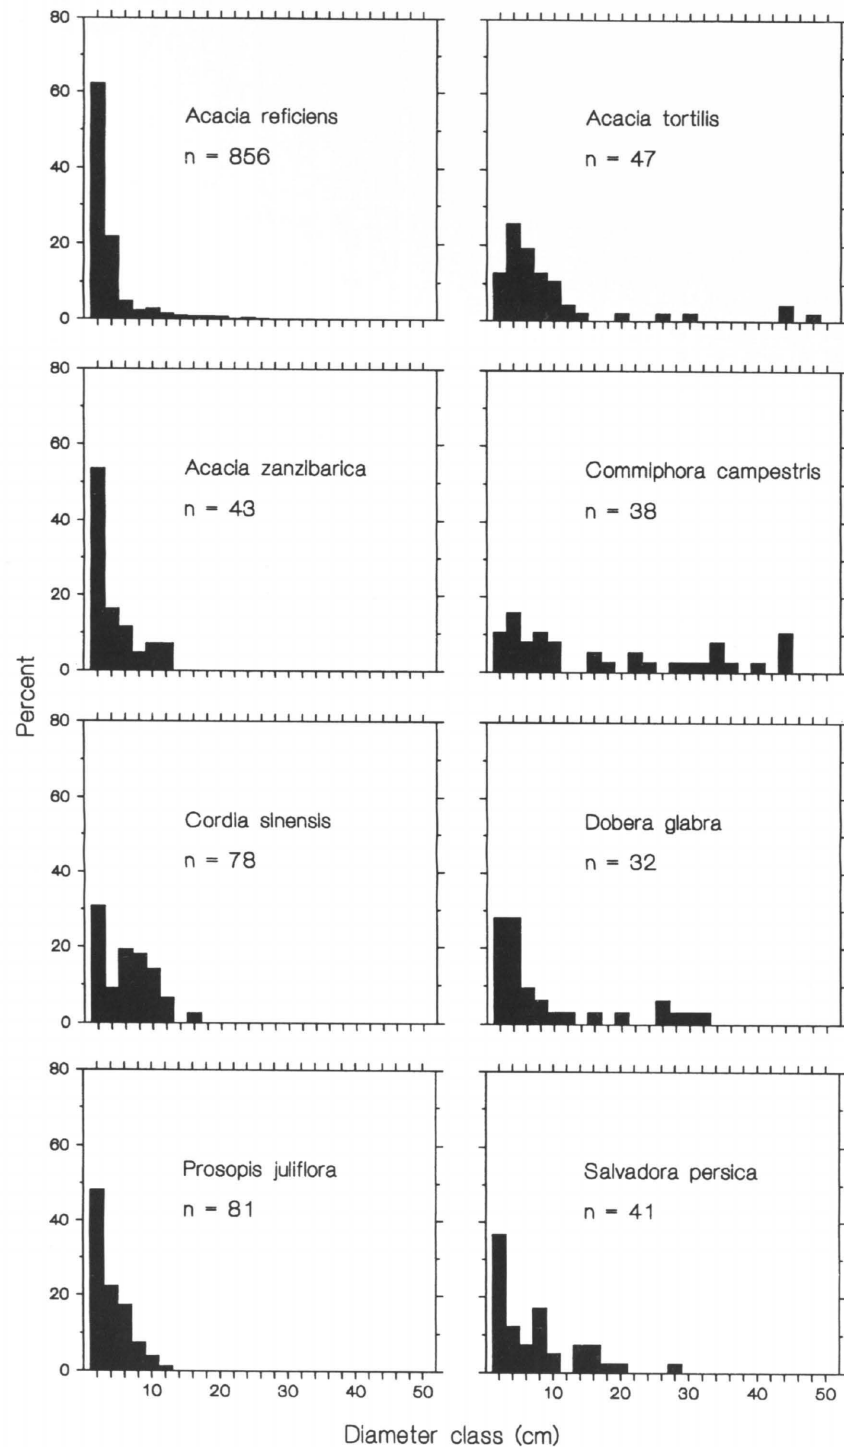 80
60
40
20
0
Acacia reficiens
n = 856
Acacia tortilis
n = 47
80
60
40
20
0
Acacia zanzibarica
n = 43
Commiphora campestris
n = 38
Percent
80
60
40
20
0
Cordia sinensis
n = 78
Dobera glabra
n = 32
80
60
40
20
0
Prosopis juliflora
n = 81
Salvadora persica
n = 41
10 20 30 40 50 10 20 30 40 50
Diameter class (cm)